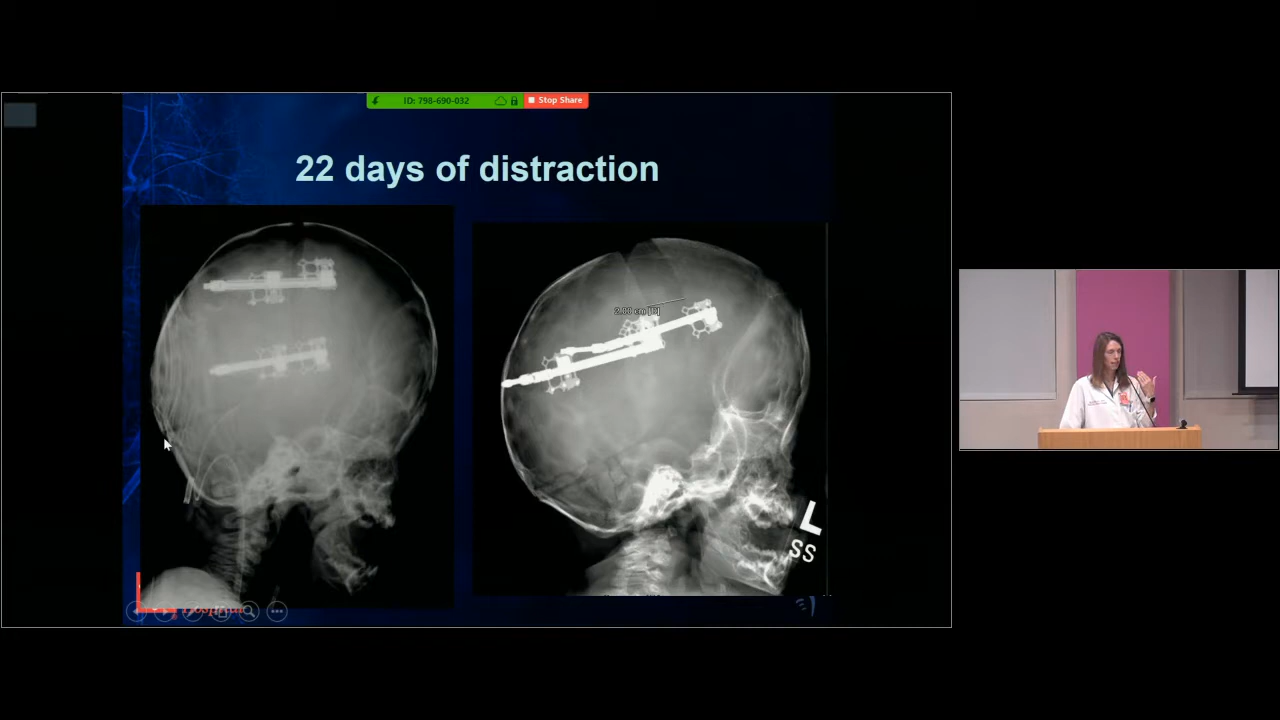 ID: 798-690-032
Stop Share
22 days of distraction
L
SS